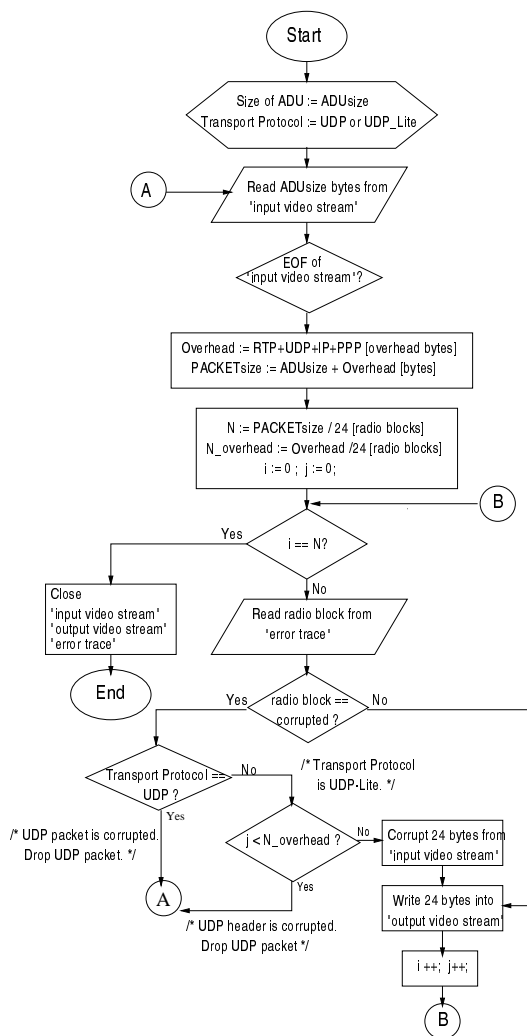 Start
Size of ADU := ADUsize
Transport Protocol := UDP or UDP_Lite
A
Read ADUsize bytes from
'input video stream'
EOF of
'input video stream'?
Overhead := RTP+UDP+IP+PPP [overhead bytes]
PACKETsize := ADUsize + Overhead [bytes]
N := PACKETsize / 24 [radio blocks]
N_overhead := Overhead /24 [radio blocks]
i := 0 ; j := 0;
B
Yes
i == N?
No
Close
'input video stream'
'output video stream'
'error trace'
Read radio block from
'error trace'
End
Yes
radio block ==
corrupted ?
No
Transport Protocol ==
UDP ?
No
/* Transport Protocol
is UDP-Lite. */
Yes
/* UDP packet is corrupted.
Drop UDP packet. */
j < N_overhead ?
No
Corrupt 24 bytes from
'input video stream'
Yes
A
Write 24 bytes into
'output video stream'
/* UDP header is corrupted.
Drop UDP packet */
i ++; j++;
B